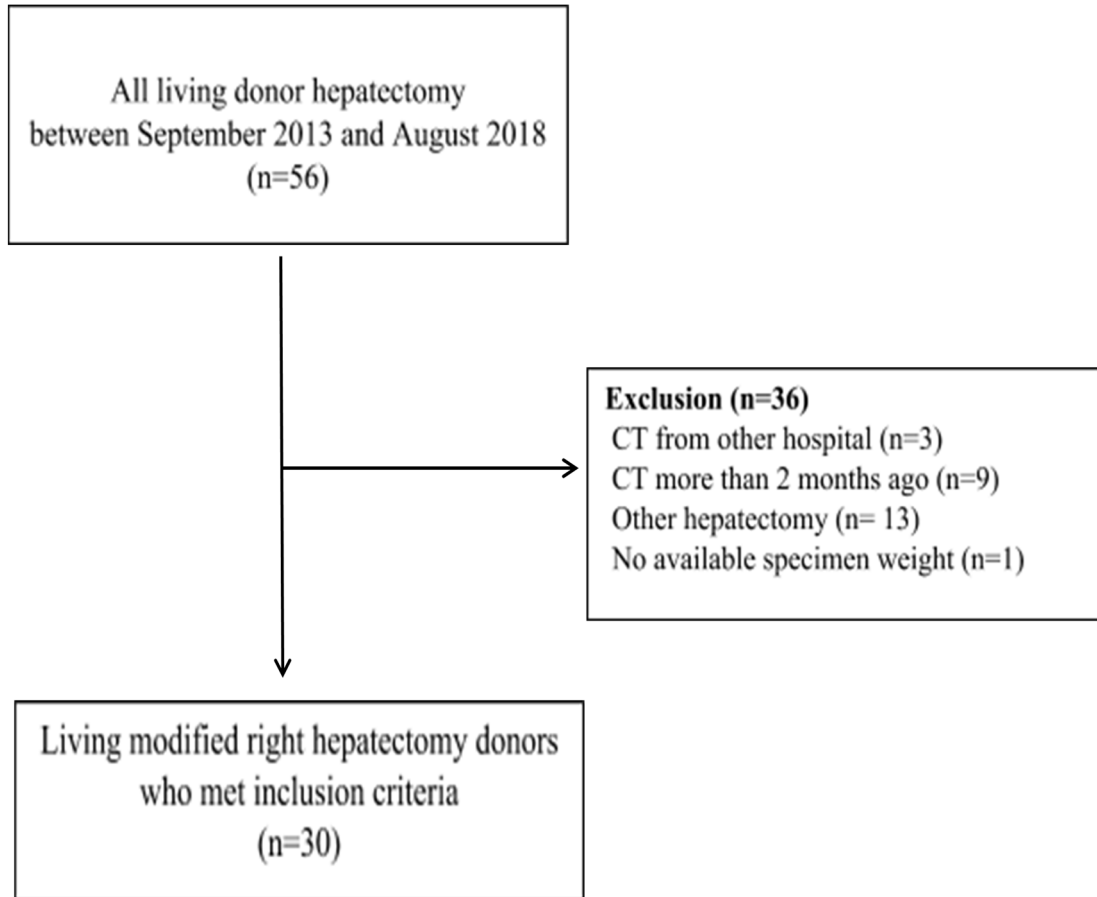 All living donor hepatectomy
between September 2013 and August 2018
(n=56)
Exclusion (n=36)
CT from other hospital (n=3)
CT more than 2 months ago (n=9)
Other hepatectomy (n= 13)
No available specimen weight (n=1)
Living modified right hepatectomy donors
who met inclusion criteria
(n=30)